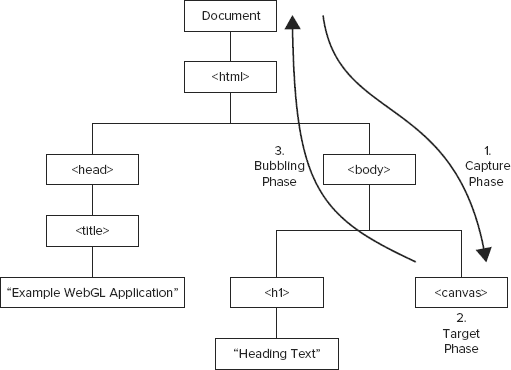 Document
<html>
3.
Bubbling
Phase
1.
Capture
Phase
<head>
<body>
<title>
“Example WebGL Application”
<h1>
<canvas>
2.
Target
Phase
“Heading Text”